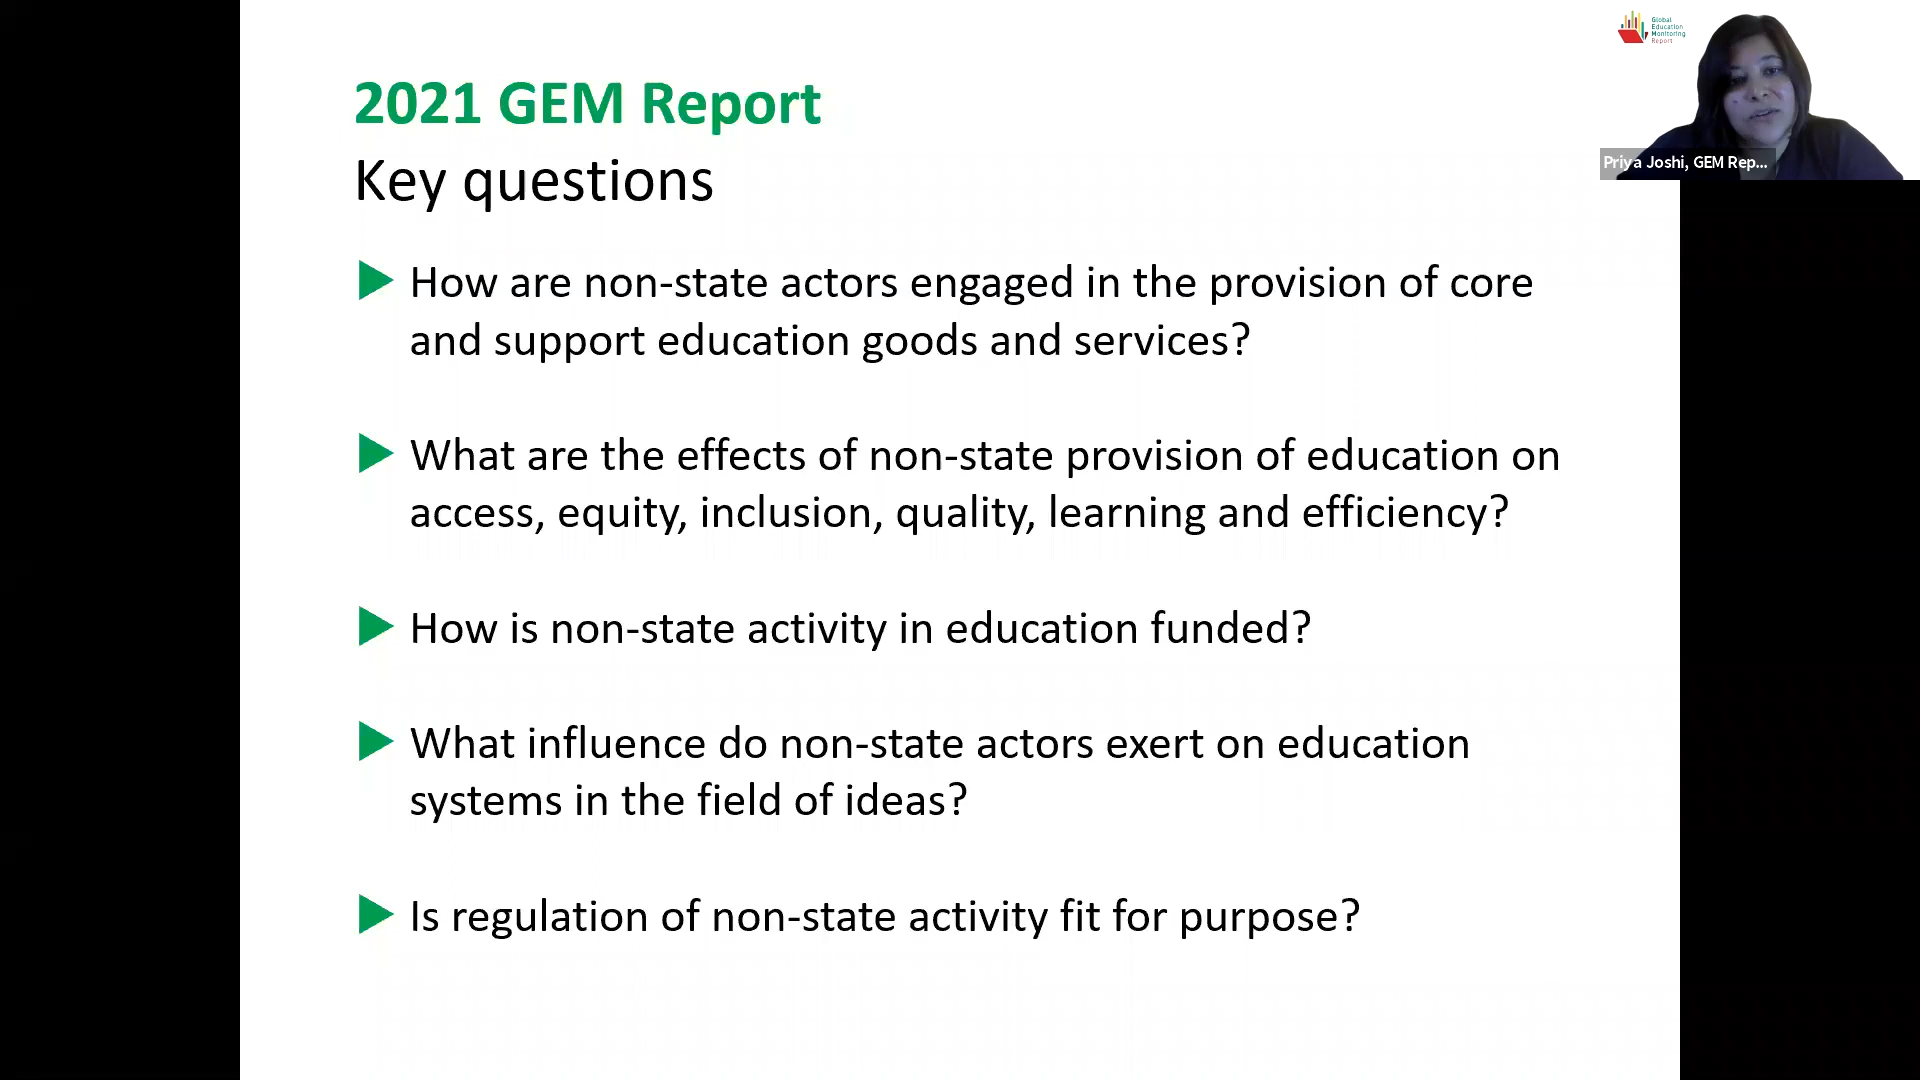 2021 GEM Report
Key questions
How are non-state actors engaged in the provision of core
and support education goods and services?
What are the effects of non-state provision of education on
access, equity, inclusion, quality, learning and efficiency?
How is non-state activity in education funded?
What influence do non-state actors exert on education
systems in the field of ideas?
Is regulation of non-state activity fit for purpose?
Global
Education
Monitoring
Report
Priya Joshi, GEM Rep...